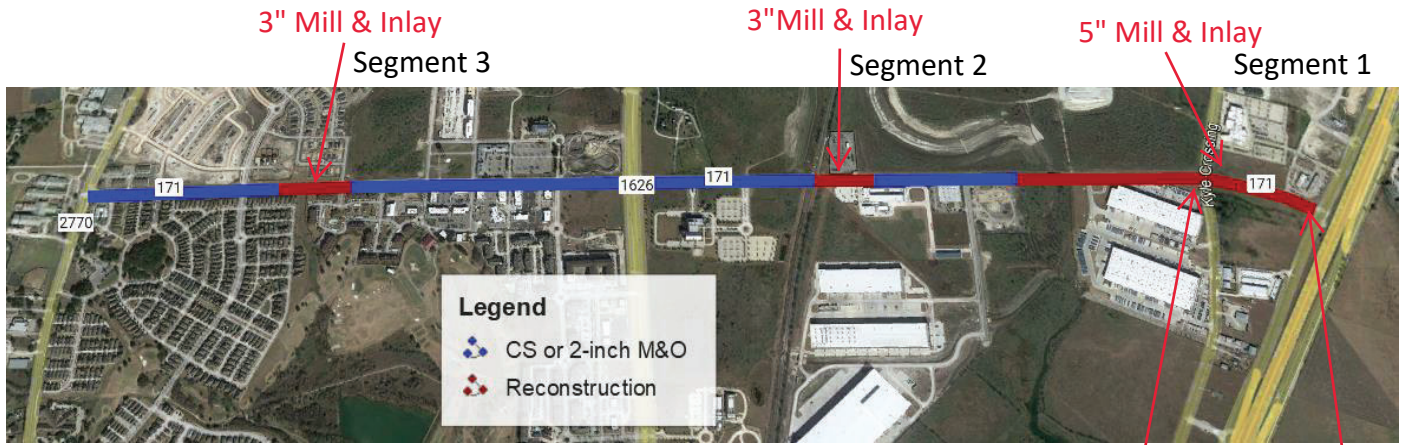 3" Mill & Inlay
Segment 3
3"Mill & Inlay
Segment 2
5" Mill & Inlay
Segment 1
Kyle Crossing
171
1626
171
171
2770
Legend
CS or 2-inch M&O
Reconstruction